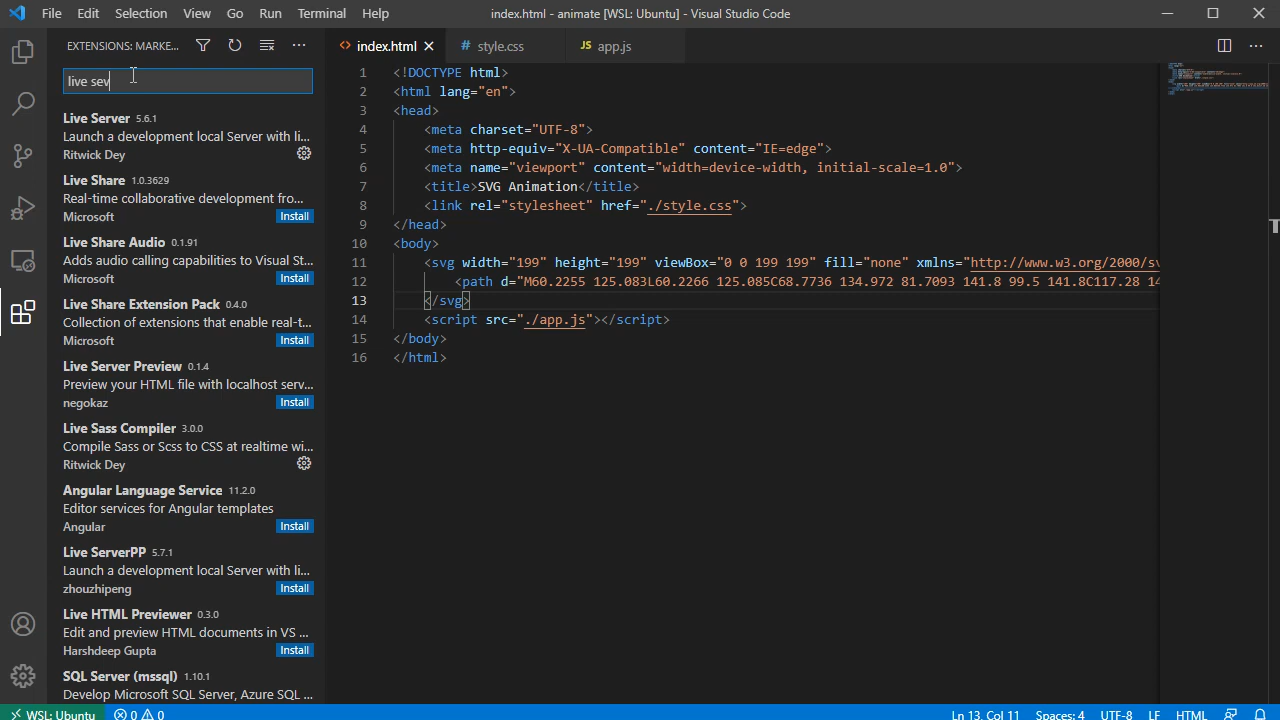 File Edit Selection View Go Run Terminal Help index.html - animate [WSL: Ubuntu] - Visual Studio Code
EXTENSIONS: MARKE...
live sev
Live Server 5.6.1
Launch a development local Server with li...
Ritwick Dey
Live Share 1.0.3629
Real-time collaborative development fro...
Microsoft Install
Live Share Audio 0.1.91
Adds audio calling capabilities to Visual St...
Microsoft Install
Live Share Extension Pack 0.4.0
Collection of extensions that enable real-t...
Microsoft Install
Live Server Preview 0.1.4
Preview your HTML file with localhost serv...
negokaz Install
Live Sass Compiler 3.0.0
Compile Sass or Scss to CSS at realtime wi...
Ritwick Dey
Angular Language Service 11.2.0
Editor services for Angular templates
Angular Install
Live ServerPP 5.7.1
Launch a development local Server with li...
zhouzhipeng Install
Live HTML Previewer 0.3.0
Edit and preview HTML documents in VS ...
Harshdeep Gupta Install
SQL Server (mssql) 1.10.1
Develop Microsoft SQL Server, Azure SQL ...
<> index.html # style.css JS app.js
1 <!DOCTYPE html>
2 <html lang="en">
3 <head>
4 <meta charset="UTF-8">
5 <meta http-equiv="X-UA-Compatible" content="IE=edge">
6 <meta name="viewport" content="width=device-width, initial-scale=1.0">
7 <title>SVG Animation</title>
8 <link rel="stylesheet" href="./style.css">
9 </head>
10 <body>
11 <svg width="199" height="199" viewBox="0 0 199 199" fill="none" xmlns="http://www.w3.org/2000/sv
12 <path d="M60.2255 125.083L60.2266 125.085C68.7736 134.972 81.7093 141.8 99.5 141.8C117.28 14
13 </svg>
14 <script src="./app.js"></script>
15 </body>
16 </html>
WSL: Ubuntu 0 0 Ln 13, Col 11 Spaces: 4 UTF-8 LF HTML